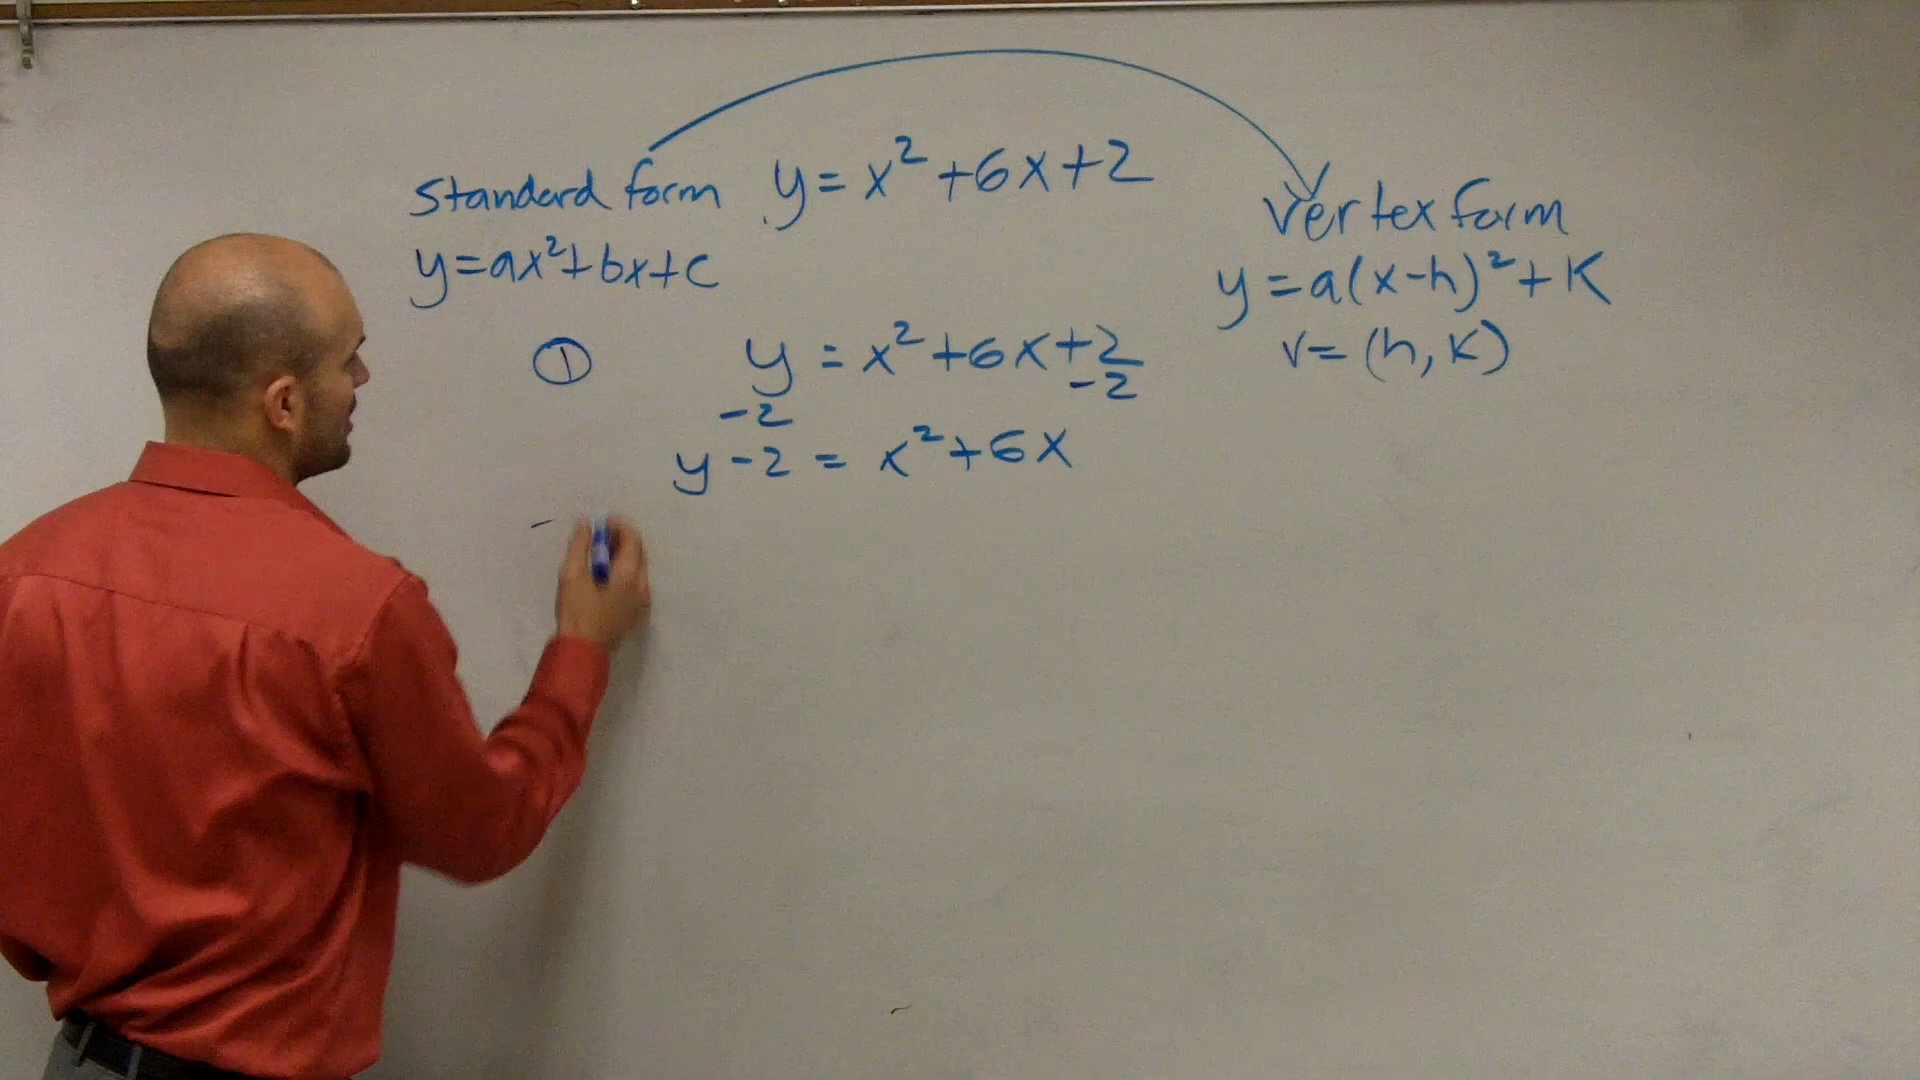 Standard form y=x²+6x+2
y=ax²+bx+c
Vertex form
y=a(x-h)²+K
V=(h,K)
① y=x²+6x+2
-2 -2
y-2=x²+6x